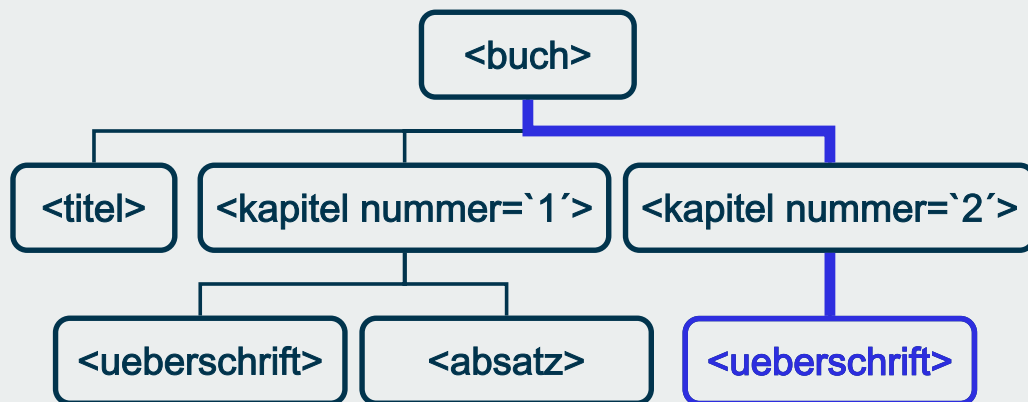 <buch>
<titel>
<kapitel nummer=`1´>
<kapitel nummer=`2´>
<ueberschrift>
<absatz>
<ueberschrift>